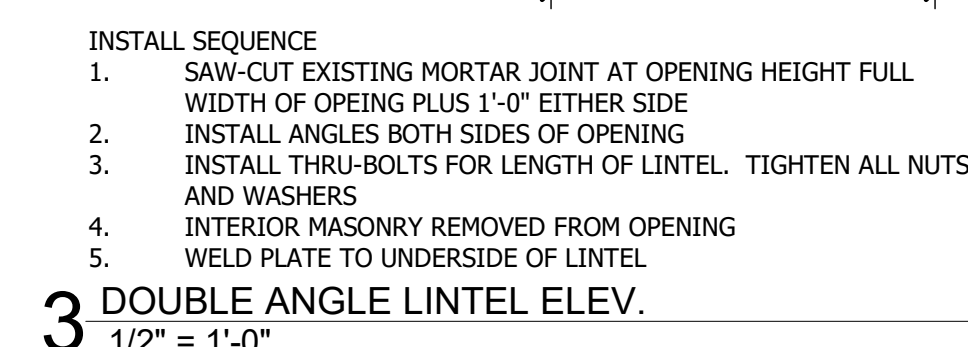 INSTALL SEQUENCE
1. SAW-CUT EXISTING MORTAR JOINT AT OPENING HEIGHT FULL
WIDTH OF OPEING PLUS 1'-0" EITHER SIDE
2. INSTALL ANGLES BOTH SIDES OF OPENING
3. INSTALL THRU-BOLTS FOR LENGTH OF LINTEL. TIGHTEN ALL NUTS
AND WASHERS
4. INTERIOR MASONRY REMOVED FROM OPENING
5. WELD PLATE TO UNDERSIDE OF LINTEL
3 DOUBLE ANGLE LINTEL ELEV.
1/2" = 1'-0"